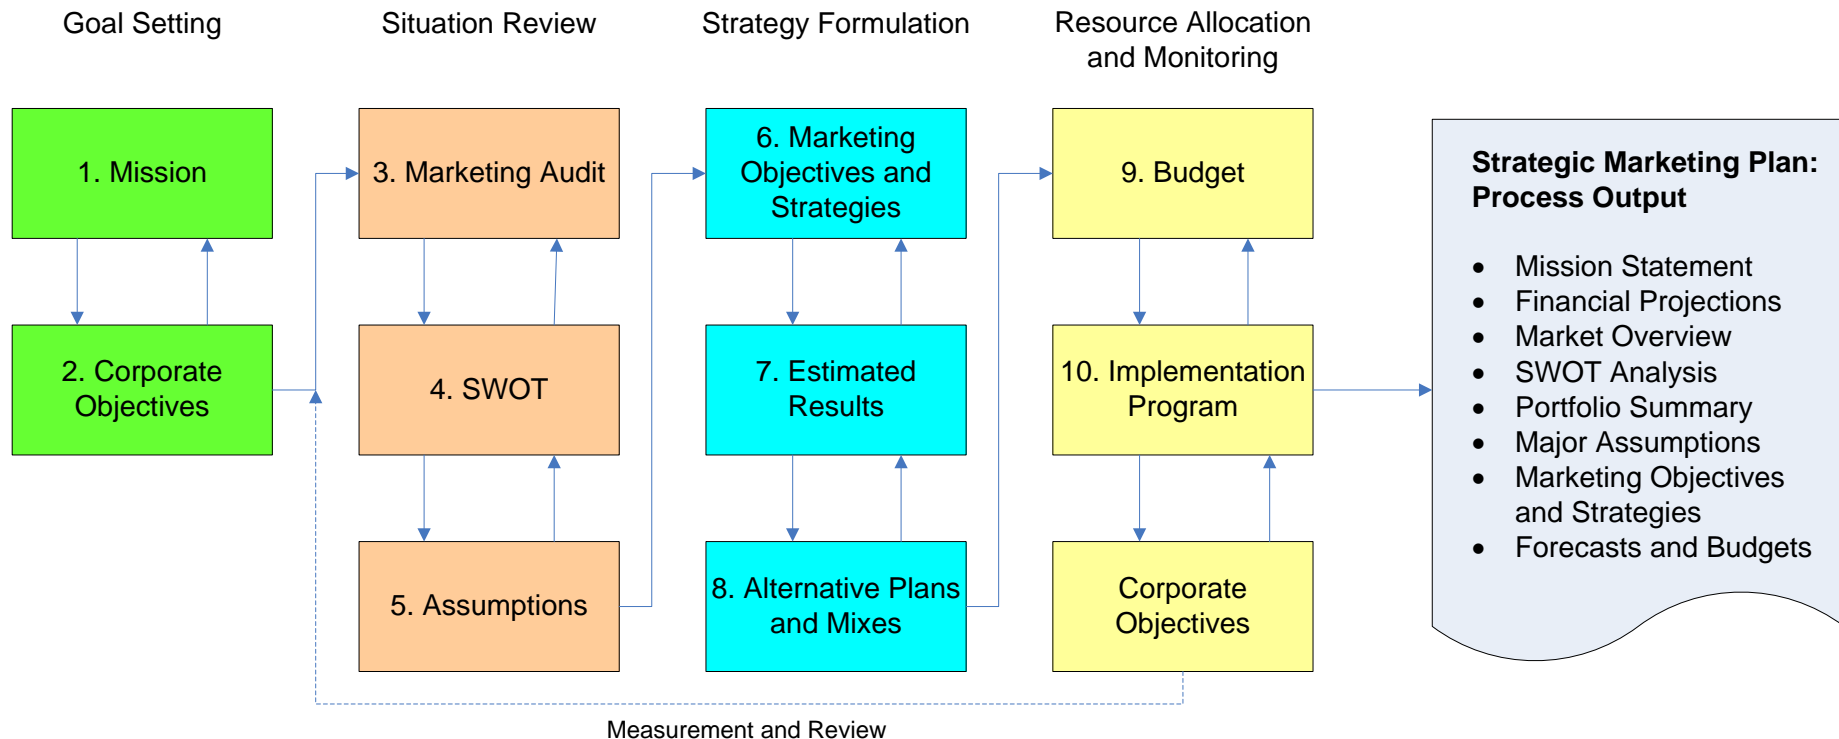 Goal Setting
Situation Review
Strategy Formulation
Resource Allocation
and Monitoring
1. Mission
2. Corporate
Objectives
3. Marketing Audit
4. SWOT
5. Assumptions
6. Marketing
Objectives and
Strategies
7. Estimated
Results
8. Alternative Plans
and Mixes
9. Budget
10. Implementation
Program
Corporate
Objectives
Strategic Marketing Plan:
Process Output
• Mission Statement
• Financial Projections
• Market Overview
• SWOT Analysis
• Portfolio Summary
• Major Assumptions
• Marketing Objectives
and Strategies
• Forecasts and Budgets
Measurement and Review